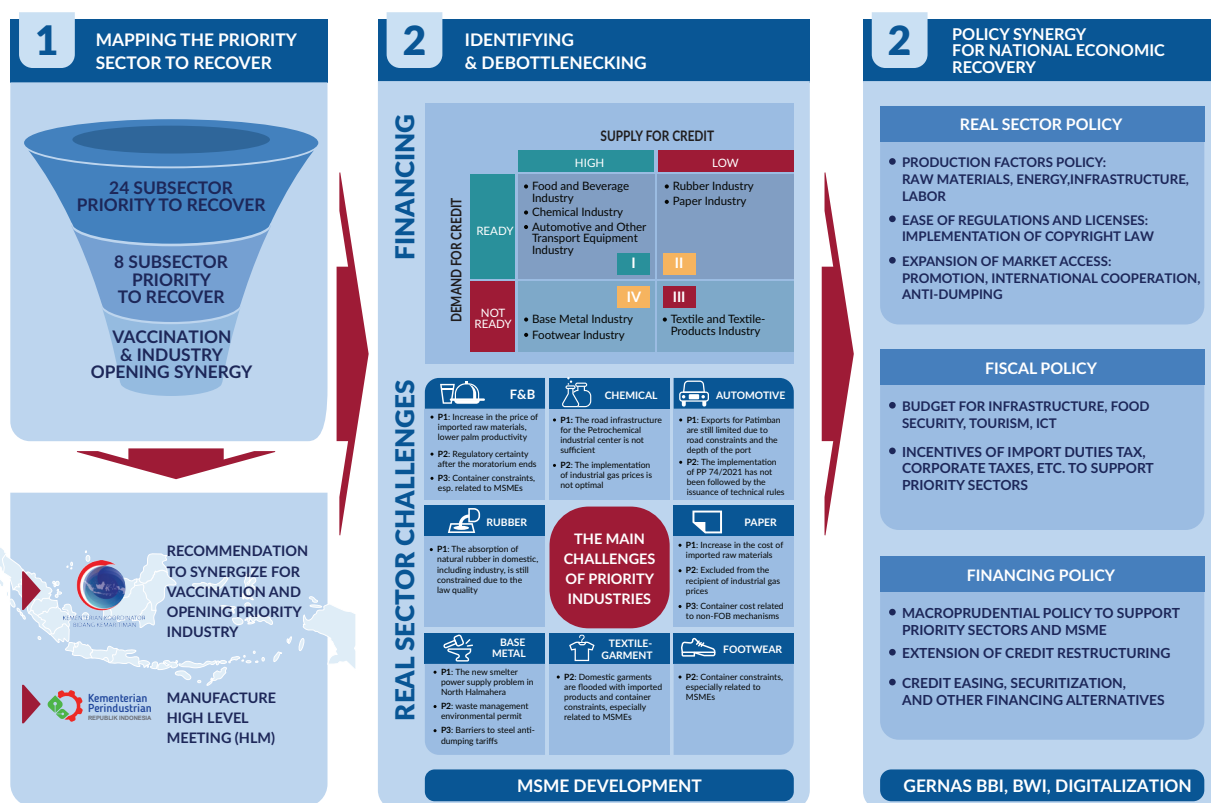 1
MAPPING THE PRIORITY
SECTOR TO RECOVER
24 SUBSECTOR
PRIORITY TO RECOVER
8 SUBSECTOR
PRIORITY
TO RECOVER
VACCINATION
& INDUSTRY
OPENING SYNERGY
KEMENTERIAN KOORDINATOR
BIDANG KEMARITIMAN
RECOMMENDATION
TO SYNERGIZE FOR
VACCINATION AND
OPENING PRIORITY
INDUSTRY
Kementerian
Perindustrian
REPUBLIK INDONESIA
MANUFACTURE
HIGH LEVEL
MEETING (HLM)
2
IDENTIFYING
& DEBOTTLENECKING
FINANCING
SUPPLY FOR CREDIT
DEMAND FOR CREDIT
HIGH
LOW
READY
• Food and Beverage
Industry
• Chemical Industry
• Automotive and Other
Transport Equipment
Industry
I
• Rubber Industry
• Paper Industry
II
NOT
READY
IV
• Base Metal Industry
• Footwear Industry
III
• Textile and Textile-
Products Industry
REAL SECTOR CHALLENGES
F&B
• P1: Increase in the price of
imported raw materials,
lower palm productivity
• P2: Regulatory certainty
after the moratorium ends
• P3: Container constraints,
esp. related to MSMEs
CHEMICAL
• P1: The road infrastructure
for the Petrochemical
industrial center is not
sufficient
• P2: The implementation
of industrial gas prices is
not optimal
AUTOMOTIVE
• P1: Exports for Patimban
are still limited due to
road constraints and the
depth of the port
• P2: The implementation
of PP 74/2021 has not
been followed by the
issuance of technical rules
RUBBER
• P1: The absorption of
natural rubber in domestic,
including industry, is still
constrained due to the
law quality
THE MAIN
CHALLENGES
OF PRIORITY
INDUSTRIES
PAPER
• P1: Increase in the cost of
imported raw materials
• P2: Excluded from the
recipient of industrial gas
prices
• P3: Container cost related
to non-FOB mechanisms
BASE
METAL
• P1: The new smelter
power supply problem in
North Halmahera
• P2: waste management
environmental permit
• P3: Barriers to steel anti-
dumping tariffs
TEXTILE-
GARMENT
• P2: Domestic garments
are flooded with imported
products and container
constraints, especially
related to MSMEs
FOOTWEAR
• P2: Container constraints,
especially related to
MSMEs
MSME DEVELOPMENT
2
POLICY SYNERGY
FOR NATIONAL ECONOMIC
RECOVERY
REAL SECTOR POLICY
• PRODUCTION FACTORS POLICY:
RAW MATERIALS, ENERGY,INFRASTRUCTURE,
LABOR
• EASE OF REGULATIONS AND LICENSES:
IMPLEMENTATION OF COPYRIGHT LAW
• EXPANSION OF MARKET ACCESS:
PROMOTION, INTERNATIONAL COOPERATION,
ANTI-DUMPING
FISCAL POLICY
• BUDGET FOR INFRASTRUCTURE, FOOD
SECURITY, TOURISM, ICT
• INCENTIVES OF IMPORT DUTIES TAX,
CORPORATE TAXES, ETC. TO SUPPORT
PRIORITY SECTORS
FINANCING POLICY
• MACROPRUDENTIAL POLICY TO SUPPORT
PRIORITY SECTORS AND MSME
• EXTENSION OF CREDIT RESTRUCTURING
• CREDIT EASING, SECURITIZATION,
AND OTHER FINANCING ALTERNATIVES
GERNAS BBI, BWI, DIGITALIZATION